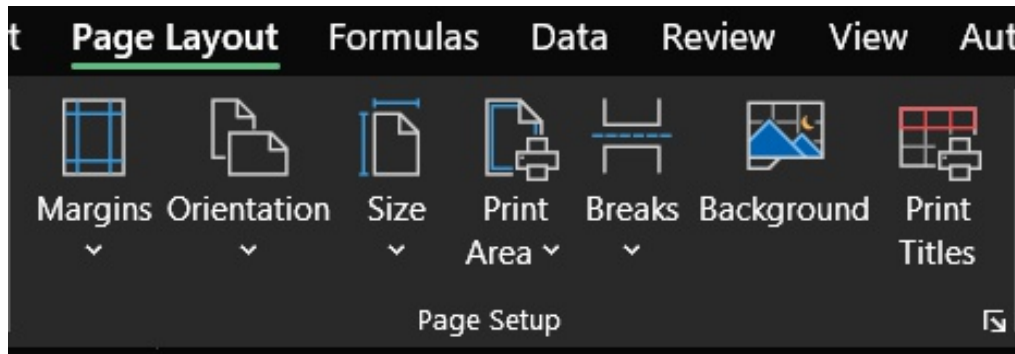 t Page Layout Formulas Data Review View Aut
Margins Orientation Size Print Breaks Background Print
Area Titles
Page Setup